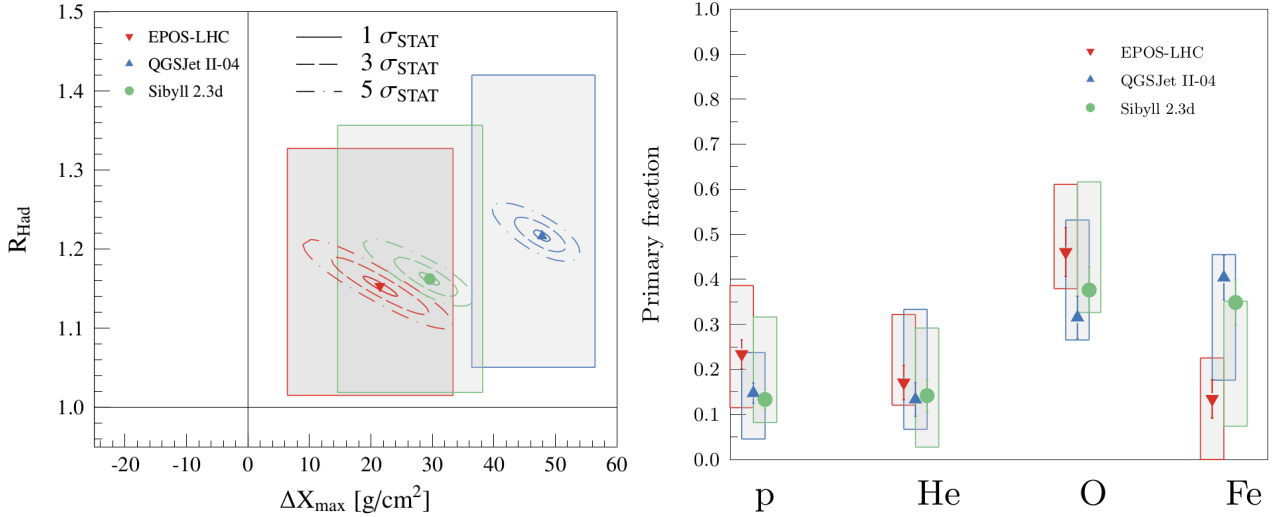 1.5
1.4
1.3
1.2
1.1
1.0
R_Had
EPOS-LHC
QGSJet II-04
Sibyll 2.3d
1 σ_STAT
3 σ_STAT
5 σ_STAT
-20 -10 0 10 20 30 40 50 60
ΔX_max [g/cm²]
1.0
0.9
0.8
0.7
0.6
0.5
0.4
0.3
0.2
0.1
0.0
Primary fraction
EPOS-LHC
QGSJet II-04
Sibyll 2.3d
p He O Fe